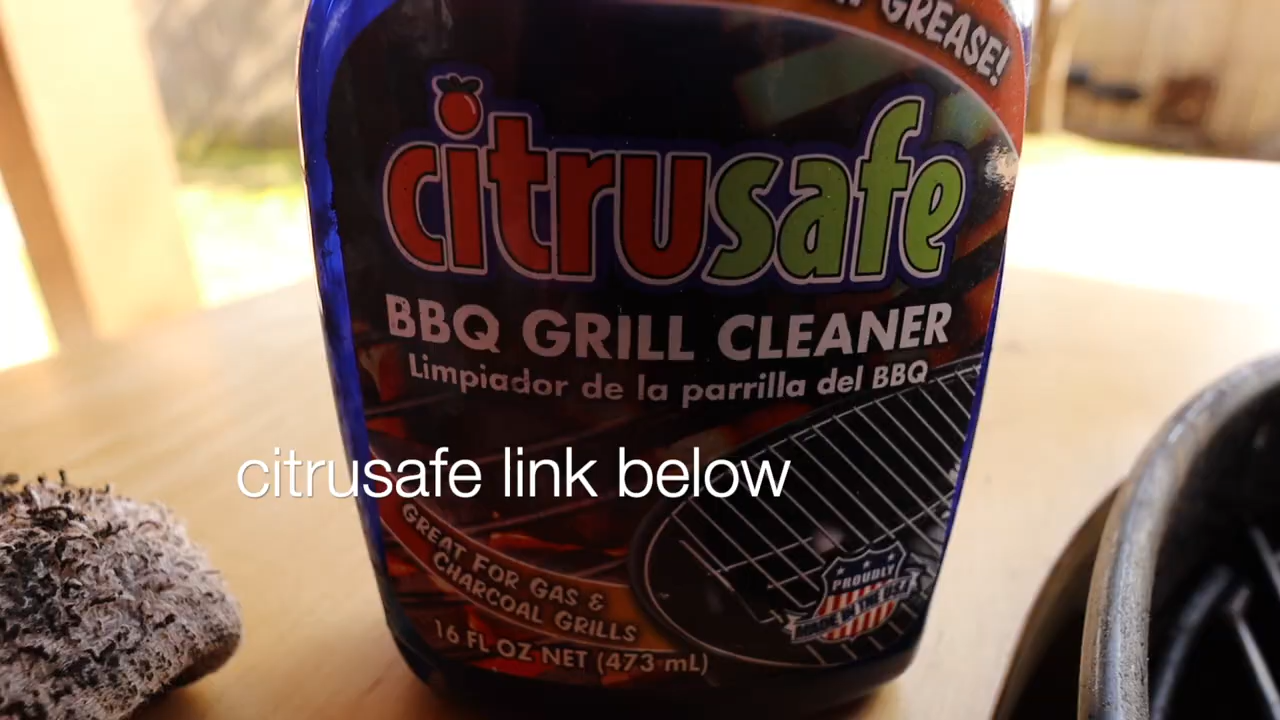 GREASE!
citrusafe
BBQ GRILL CLEANER
Limpiador de la parrilla del BBQ
citrusafe link below
GREAT FOR GAS &
CHARCOAL GRILLS
PROUDLY
16 FL OZ NET (473 mL)